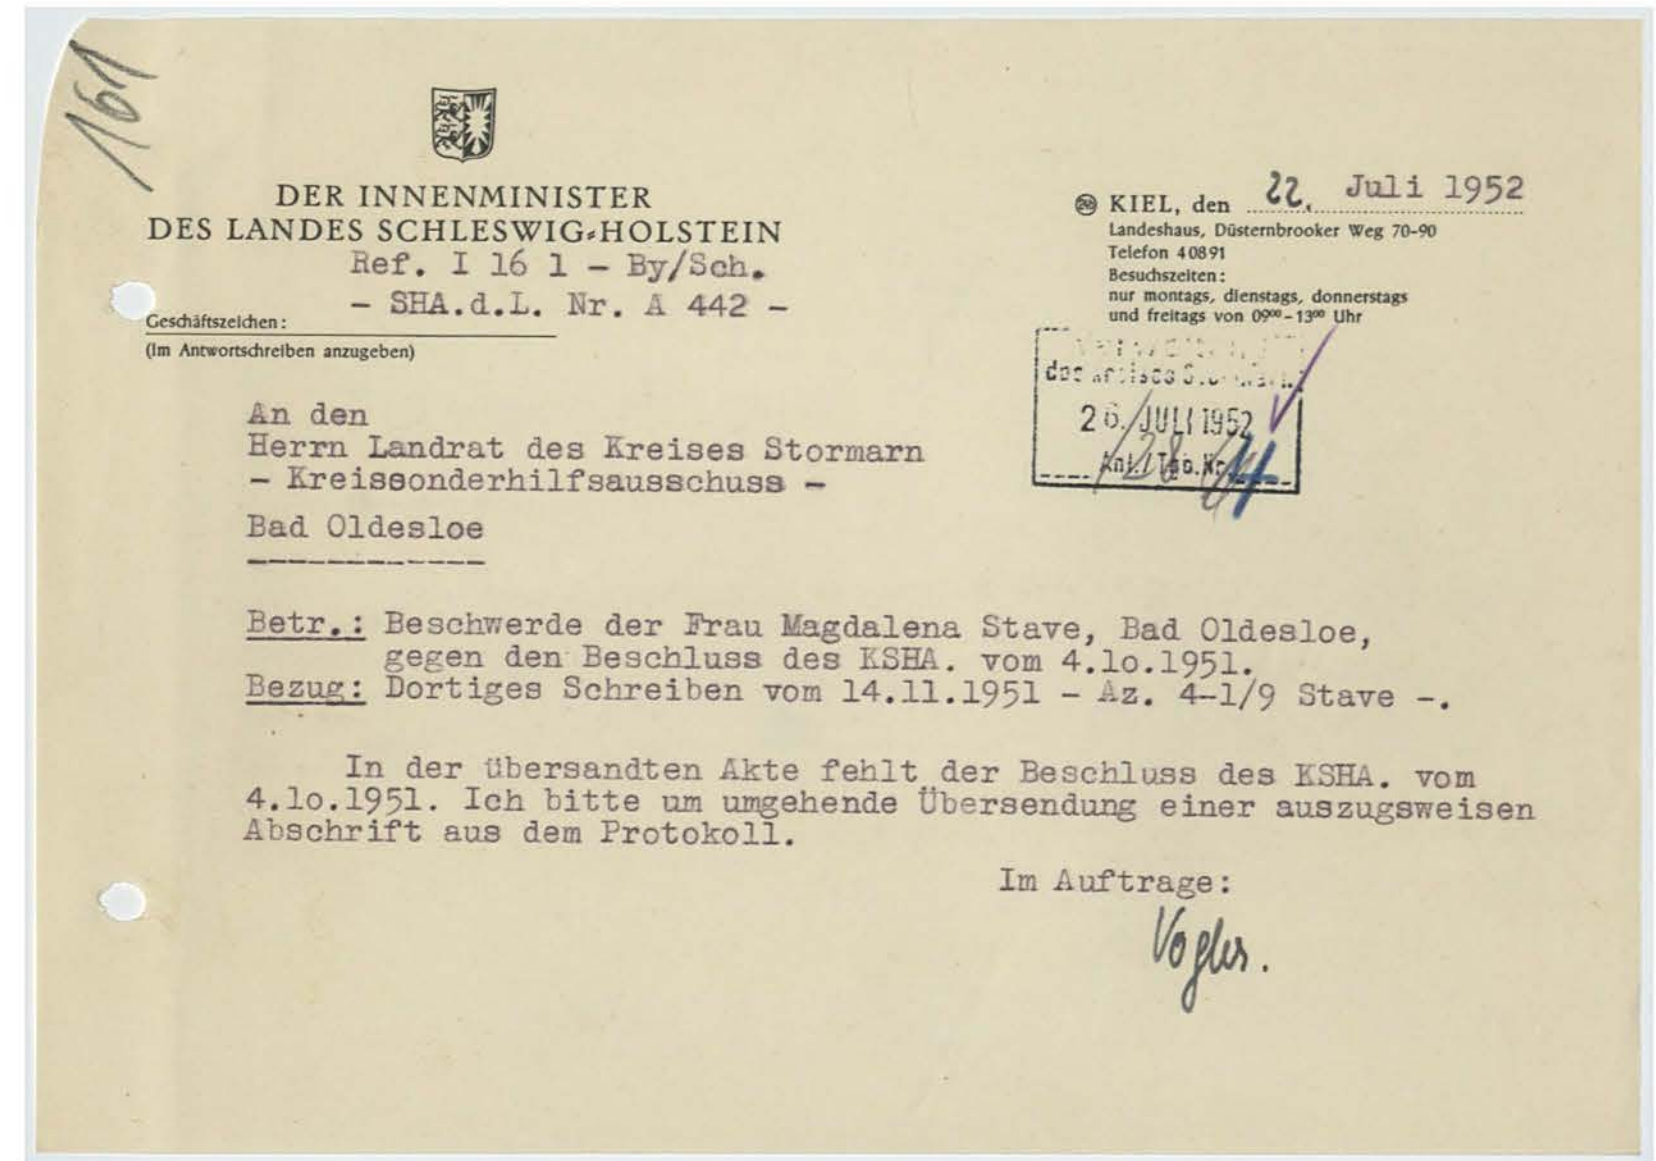 161
DER INNENMINISTER
DES LANDES SCHLESWIG-HOLSTEIN
Ref. I 16 1 - By/Sch.
- SHA.d.L. Nr. A 442 -
Geschäftszeichen:
(Im Antwortschreiben anzugeben)
KIEL, den 22. Juli 1952
Landeshaus, Düsternbrooker Weg 70-90
Telefon 40891
Besuchszeiten:
nur montags, dienstags, donnerstags
und freitags von 09⁰⁰-13⁰⁰ Uhr
des Kreises Stormarn
26. JULI 1952
An den
Herrn Landrat des Kreises Stormarn
- Kreissonderhilfsausschuss -
Bad Oldesloe
Betr.: Beschwerde der Frau Magdalena Stave, Bad Oldesloe,
gegen den Beschluss des KSHA. vom 4.1o.1951.
Bezug: Dortiges Schreiben vom 14.11.1951 - Az. 4-1/9 Stave -.
In der übersandten Akte fehlt der Beschluss des KSHA. vom
4.1o.1951. Ich bitte um umgehende Übersendung einer auszugsweisen
Abschrift aus dem Protokoll.
Im Auftrage:
Vogler.